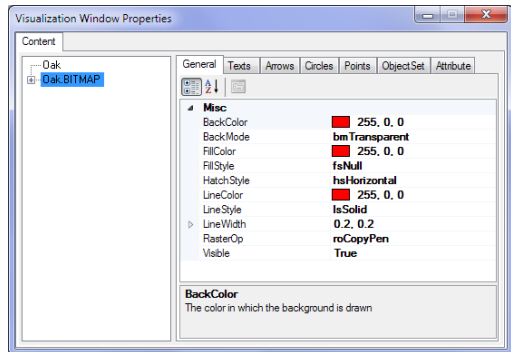 Visualization Window Properties
Content
Oak
Oak.BITMAP
General Texts Arrows Circles Points ObjectSet Attribute
Misc
BackColor 255, 0, 0
BackMode bmTransparent
FillColor 255, 0, 0
FillStyle fsNull
HatchStyle hsHorizontal
LineColor 255, 0, 0
LineStyle lsSolid
LineWidth 0.2, 0.2
RasterOp roCopyPen
Visible True
BackColor
The color in which the background is drawn